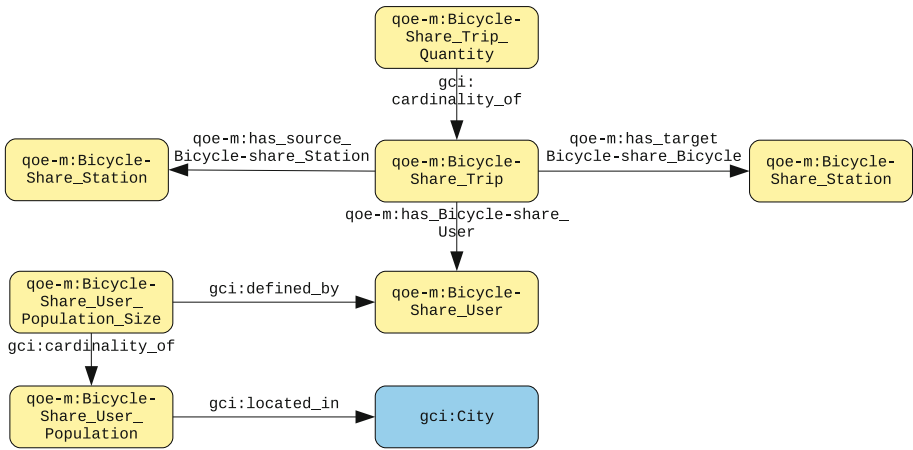 qoe-m:Bicycle-
Share_Trip_
Quantity
gci:
cardinality_of
qoe-m:has_source_
Bicycle-share_Station
qoe-m:has_target
Bicycle-share_Bicycle
qoe-m:Bicycle-
Share_Station
qoe-m:Bicycle-
Share_Trip
qoe-m:Bicycle-
Share_Station
qoe-m:has_Bicycle-share_
User
qoe-m:Bicycle-
Share_User_
Population_Size
gci:defined_by
qoe-m:Bicycle-
Share_User
gci:cardinality_of
qoe-m:Bicycle-
Share_User_
Population
gci:located_in
gci:City